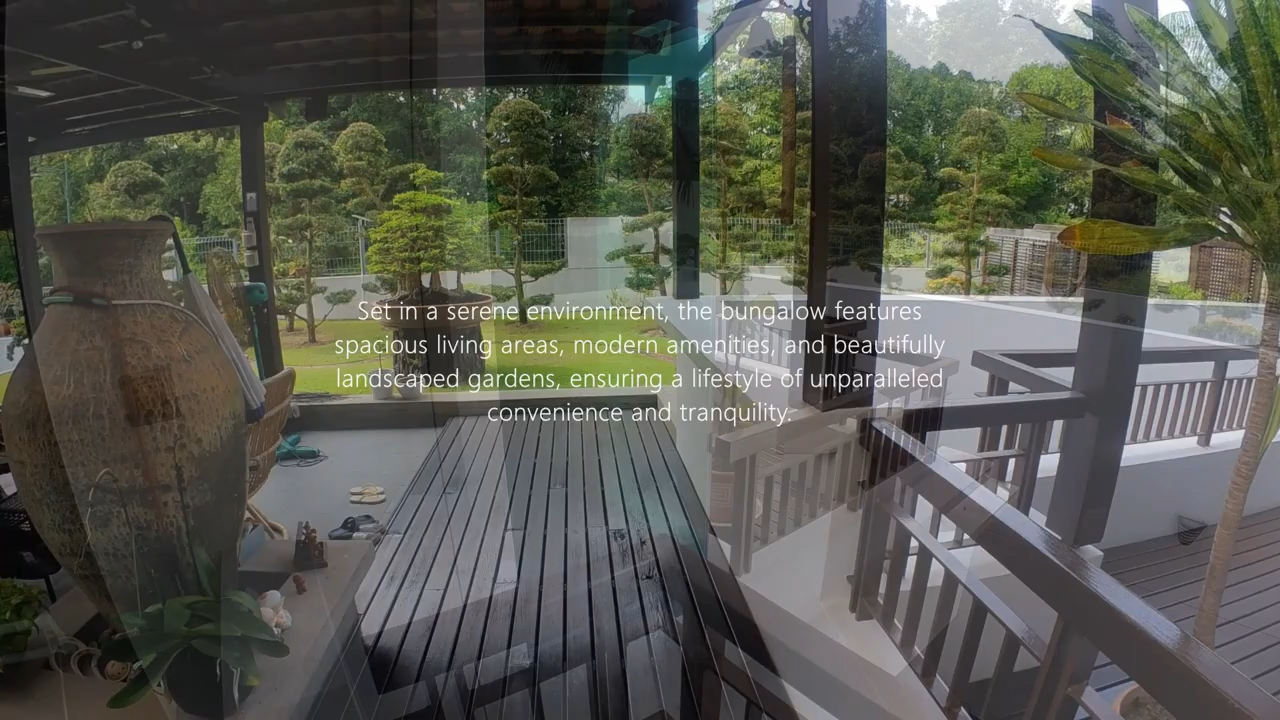 Set in a serene environment, the bungalow features
spacious living areas, modern amenities, and beautifully
landscaped gardens, ensuring a lifestyle of unparalleled
convenience and tranquility.